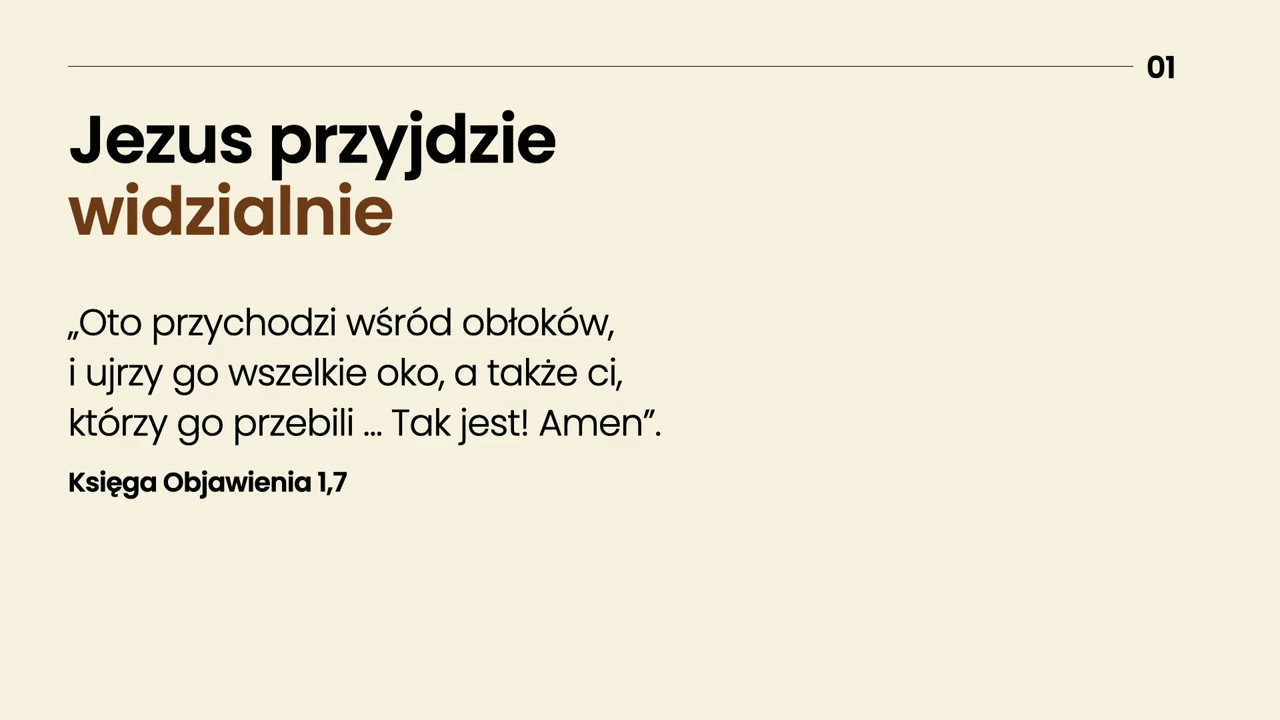 01
Jezus przyjdzie
widzialnie
„Oto przychodzi wśród obłoków,
i ujrzy go wszelkie oko, a także ci,
którzy go przebili ... Tak jest! Amen”.
Księga Objawienia 1,7